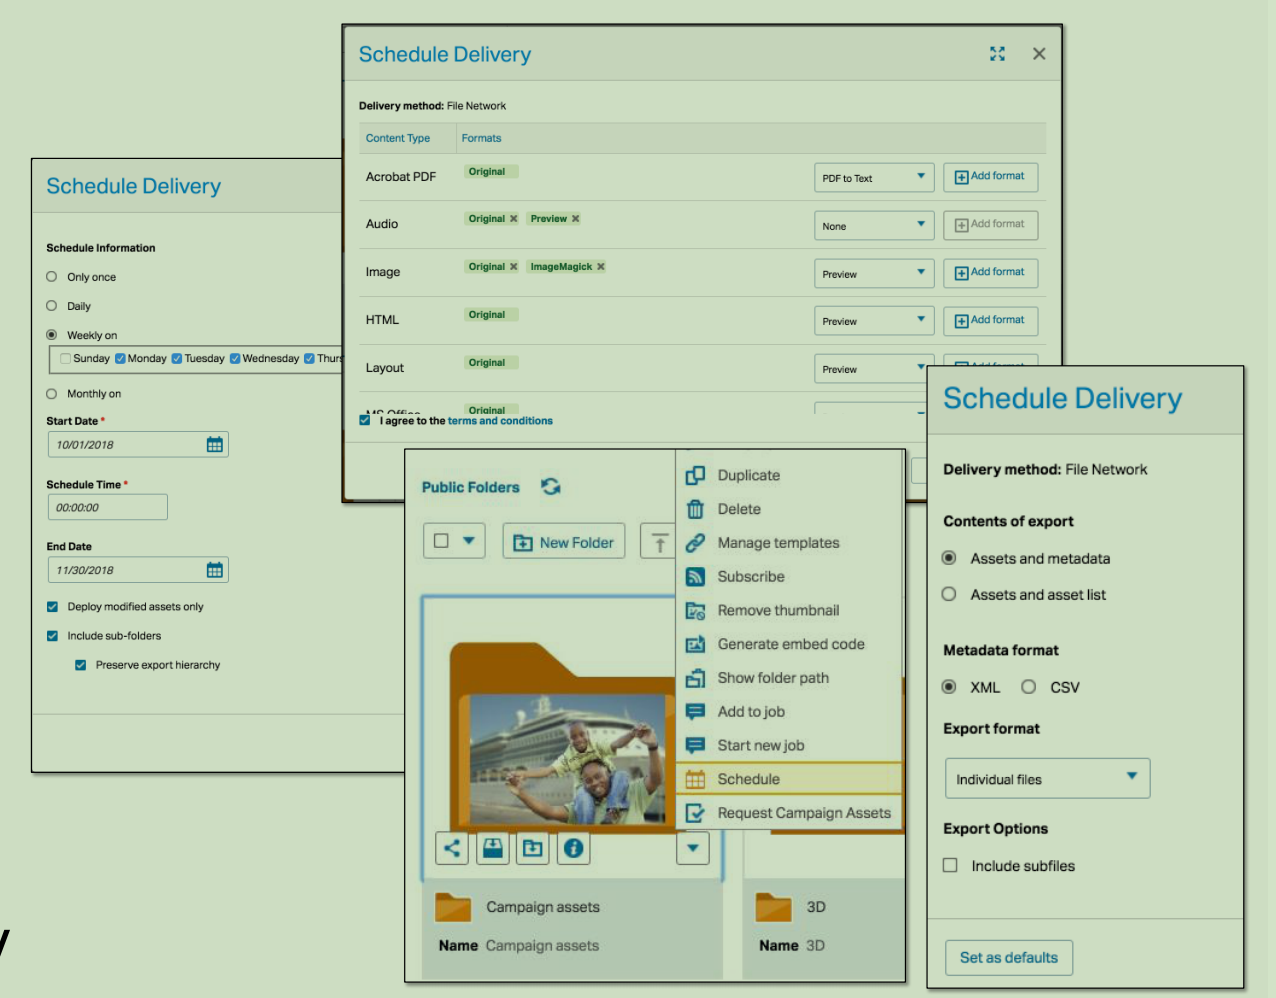 Schedule Delivery
Delivery method: File Network
Content Type Formats
Acrobat PDF Original PDF to Text Add format
Audio Original Preview None Add format
Image Original ImageMagick Preview Add format
HTML Original Preview Add format
Layout Original Preview Add format
MS Office Original
I agree to the terms and conditions
Schedule Delivery
Schedule Information
Only once
Daily
Weekly on
Sunday Monday Tuesday Wednesday Thurs
Monthly on
Start Date *
10/01/2018
Schedule Time *
00:00:00
End Date
11/30/2018
Deploy modified assets only
Include sub-folders
Preserve export hierarchy
Public Folders
New Folder
Duplicate
Delete
Manage templates
Subscribe
Remove thumbnail
Generate embed code
Show folder path
Add to job
Start new job
Schedule
Request Campaign Assets
Campaign assets
Name Campaign assets
3D
Name 3D
Schedule Delivery
Delivery method: File Network
Contents of export
Assets and metadata
Assets and asset list
Metadata format
XML CSV
Export format
Individual files
Export Options
Include subfiles
Set as defaults
y